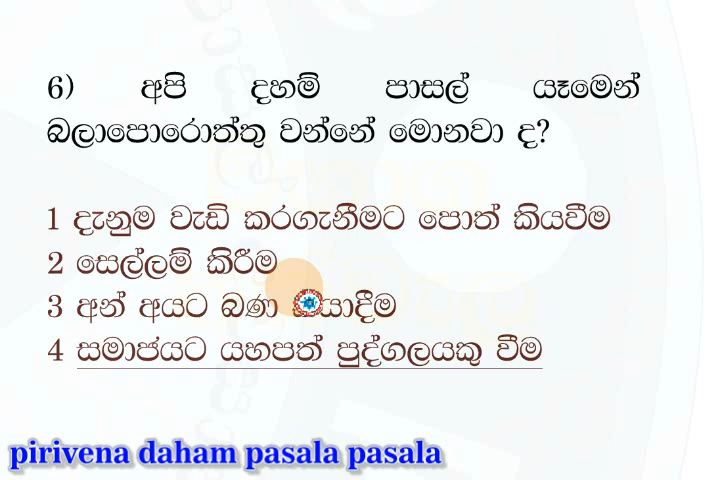 6) අපි දහම් පාසල් යෑමෙන්
බලාපොරොත්තු වන්නේ මොනවා ද?
1 දැනුම වැඩි කරගැනීමට පොත් කියවීම
2 සෙල්ලම් කිරීම
3 අන් අයට බණ
4 සමාජයට යහපත් පුද්ගලයකු වීම
pirivena daham pasala pasala